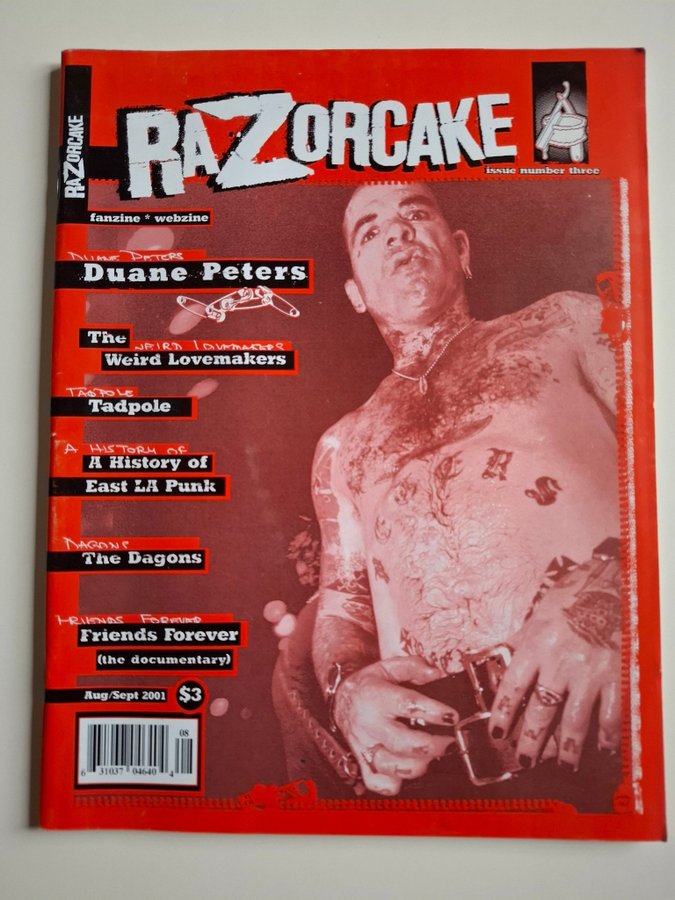 RAZORCAKE
RAZORCAKE
issue number three
fanzine * webzine
DUANE PETERS
Duane Peters
The
WEIRD LOVEMAKERS
Weird Lovemakers
TADPOLE
Tadpole
A HISTORY OF
A History of
East LA Punk
DAGONS
The Dagons
FRIENDS FOREVER
Friends Forever
(the documentary)
Aug/Sept 2001 $3
08
6 31037 04640 4